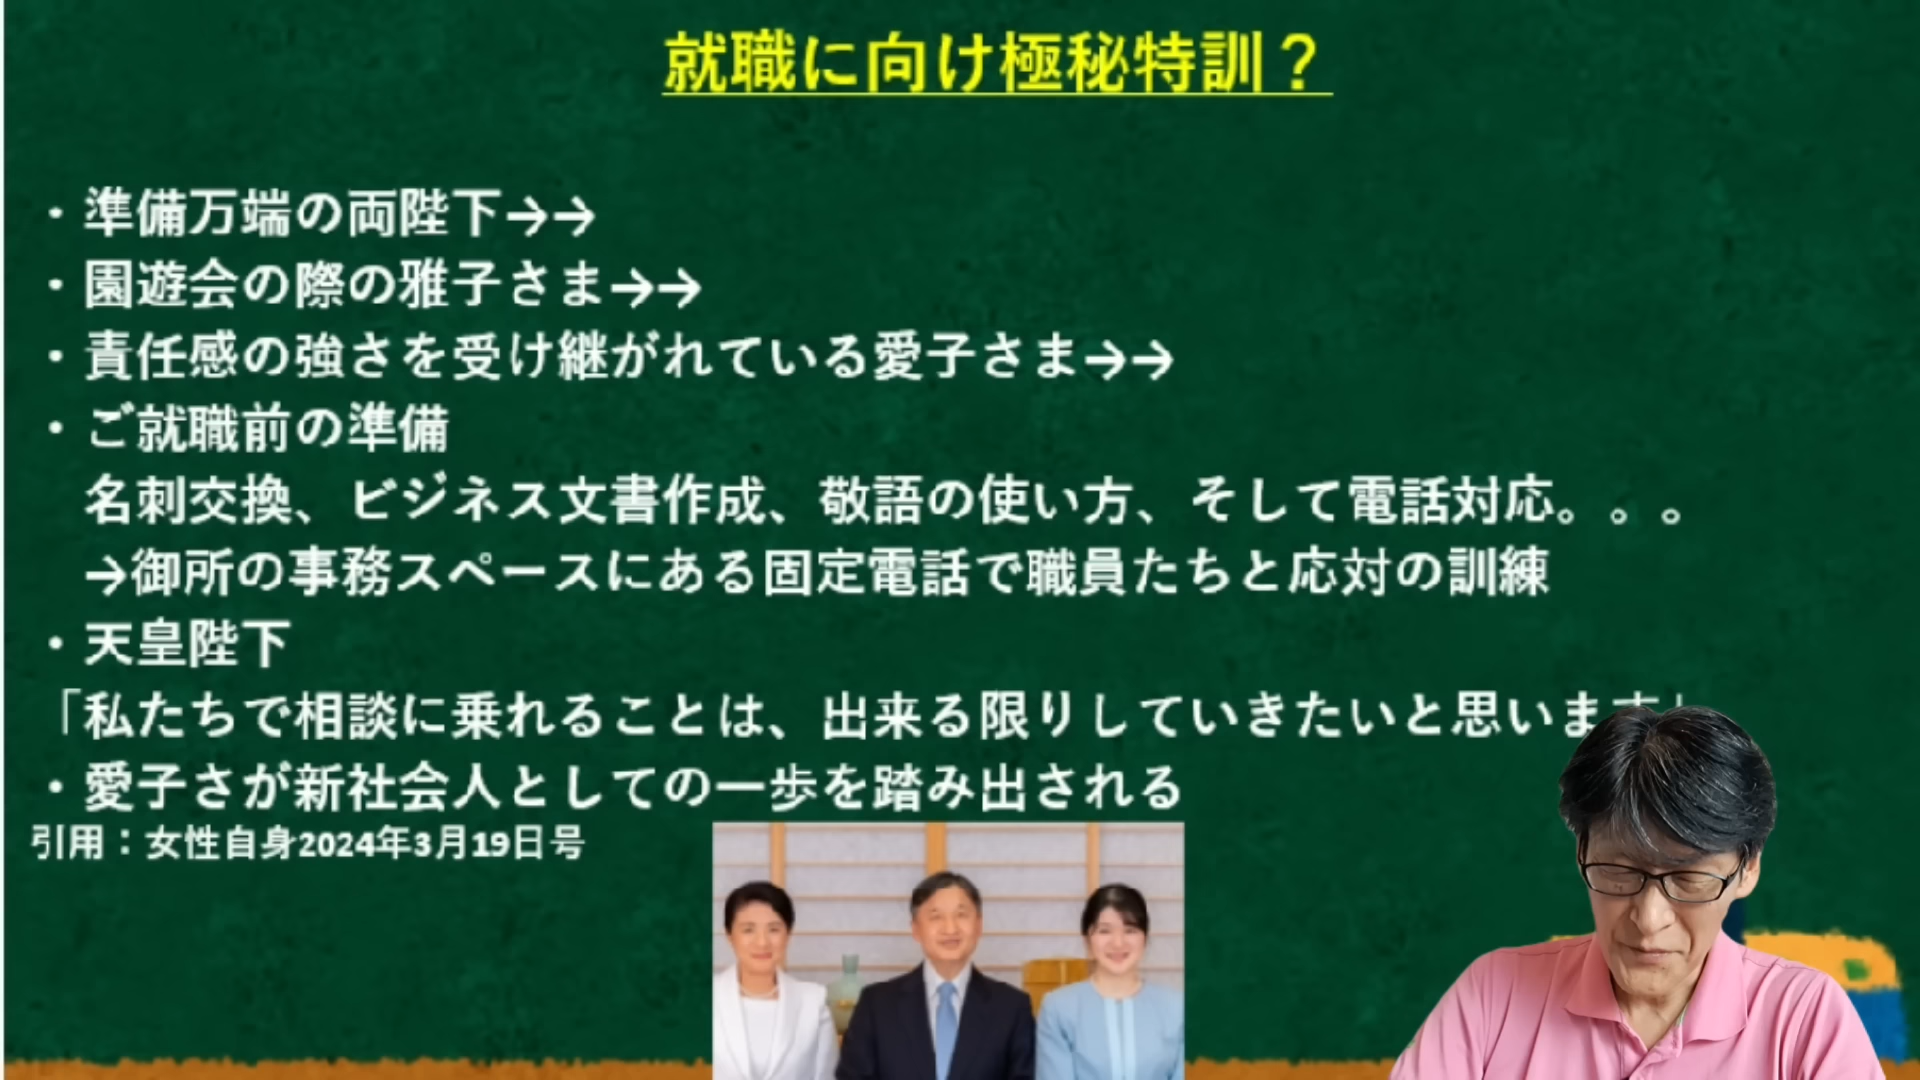 就職に向け極秘特訓？
・準備万端の両陛下→→
・園遊会の際の雅子さま→→
・責任感の強さを受け継がれている愛子さま→→
・ご就職前の準備
名刺交換、ビジネス文書作成、敬語の使い方、そして電話対応。。。
→御所の事務スペースにある固定電話で職員たちと応対の訓練
・天皇陛下
「私たちで相談に乗れることは、出来る限りしていきたいと思います」
・愛子さが新社会人としての一歩を踏み出される
引用：女性自身2024年3月19日号